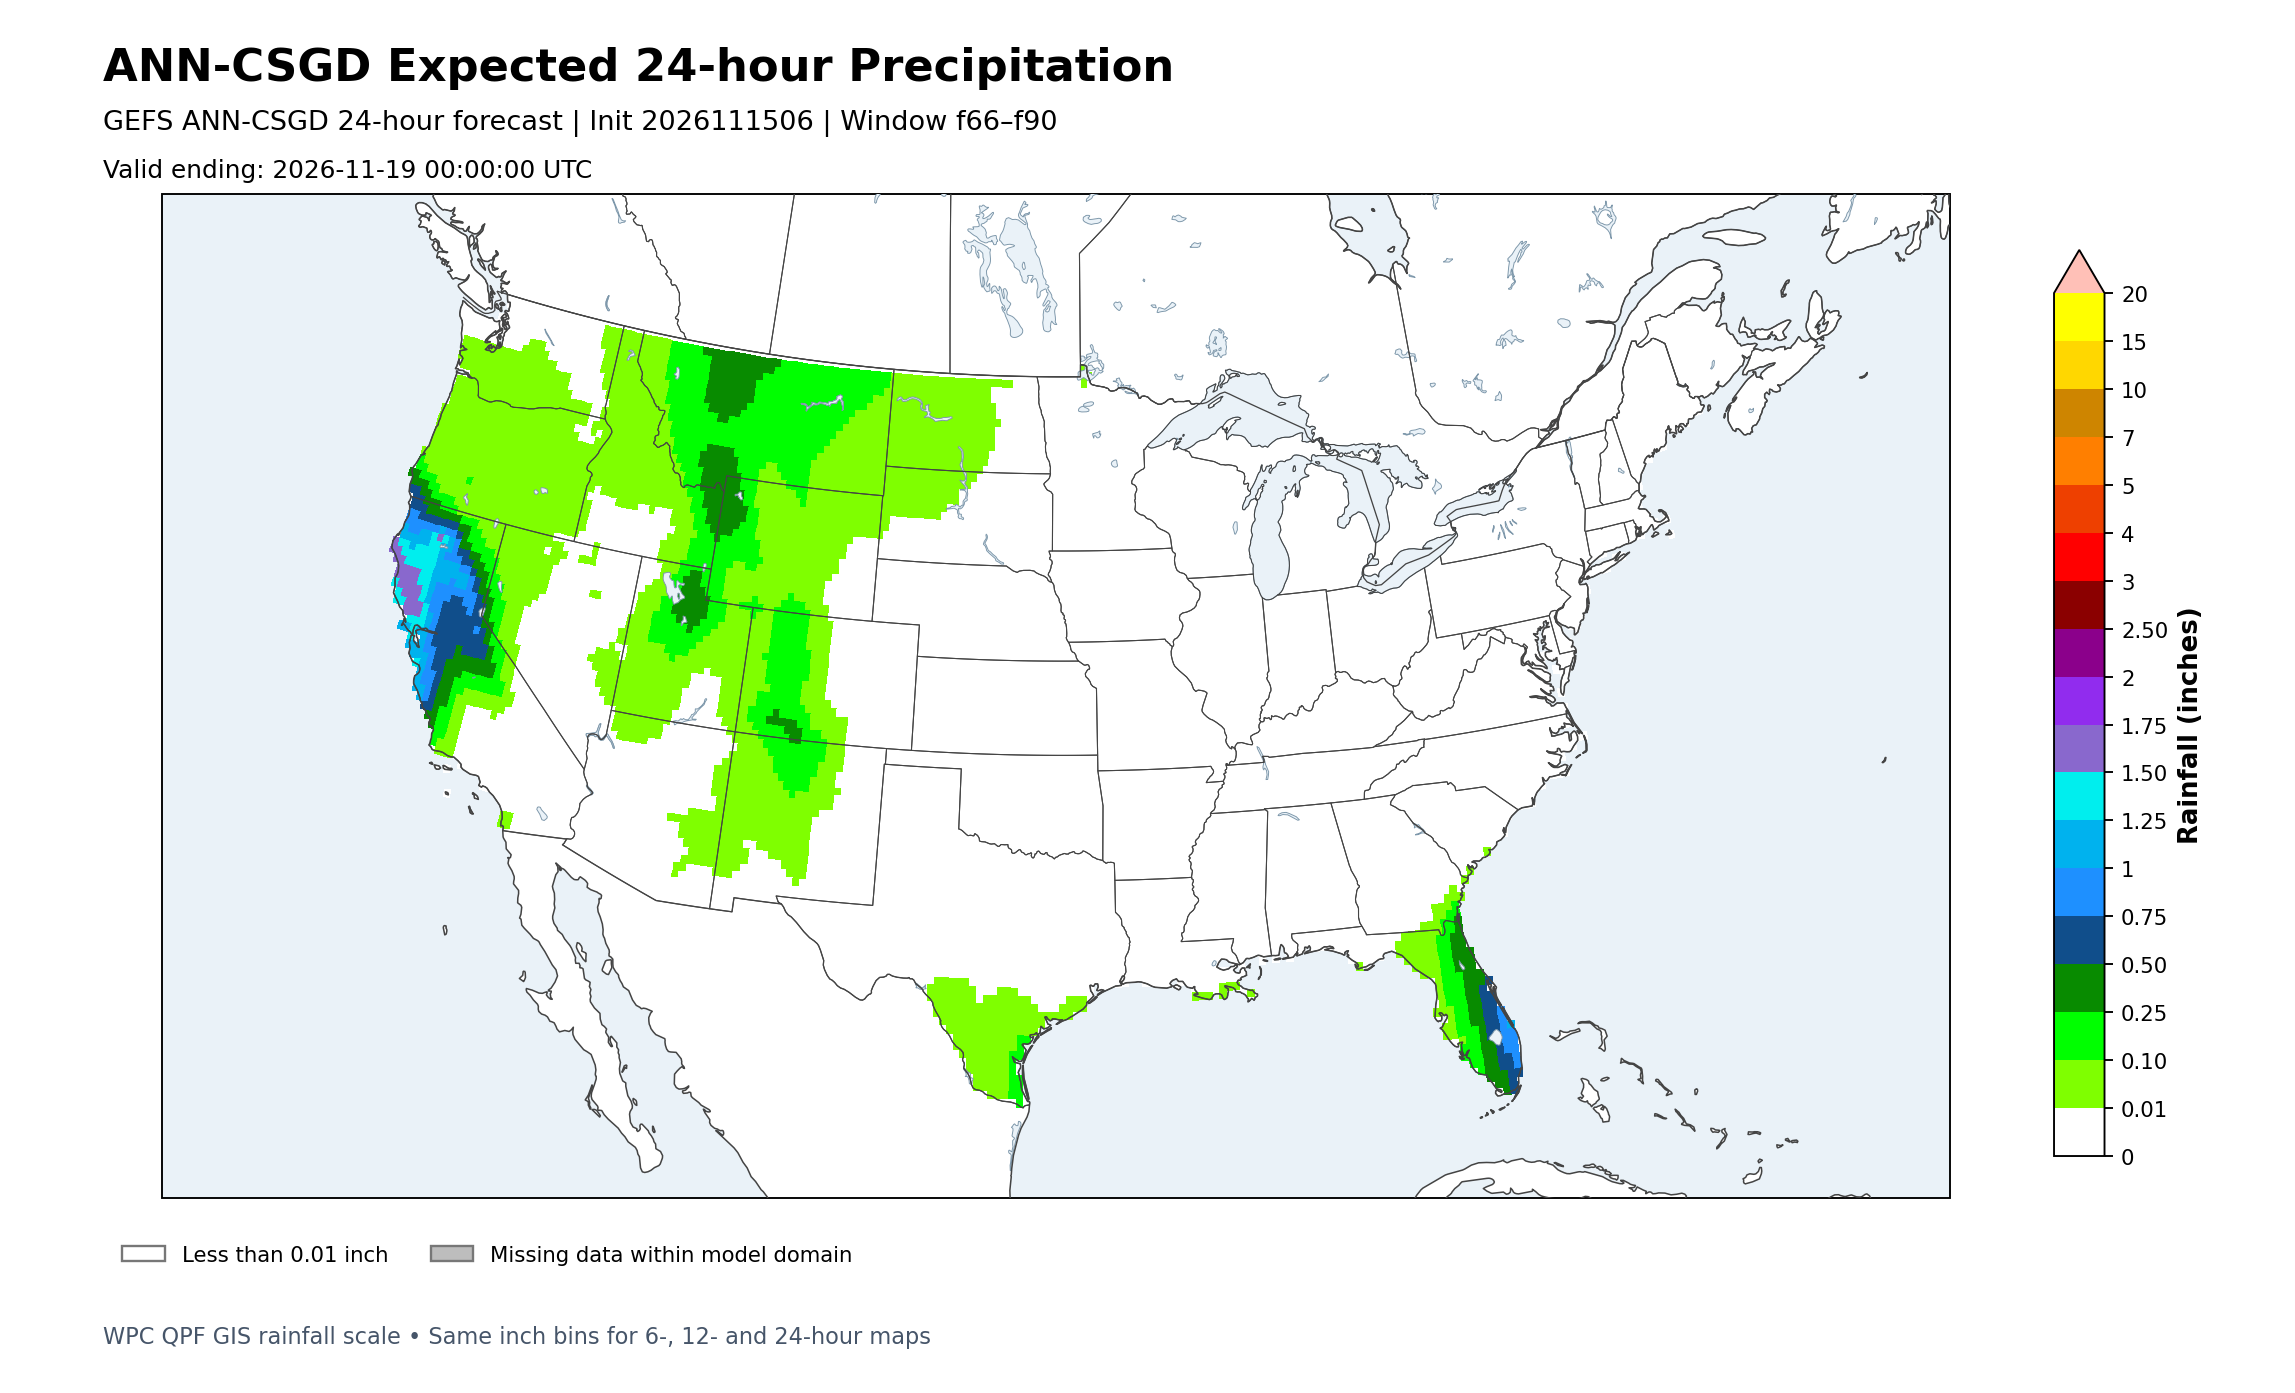 ANN-CSGD Expected 24-hour Precipitation
GEFS ANN-CSGD 24-hour forecast | Init 2026111506 | Window f66–f90
Valid ending: 2026-11-19 00:00:00 UTC
20
15
10
7
5
4
3
2.50
2
1.75
1.50
1.25
1
0.75
0.50
0.25
0.10
0.01
0
Rainfall (inches)
Less than 0.01 inch
Missing data within model domain
WPC QPF GIS rainfall scale • Same inch bins for 6-, 12- and 24-hour maps